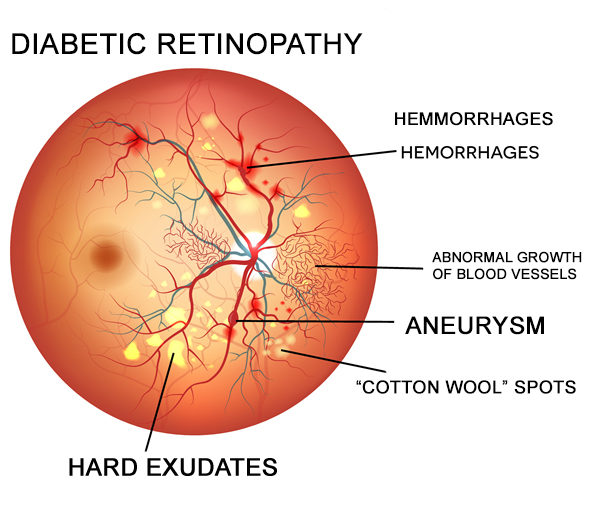 DIABETIC RETINOPATHY
HEMMORRHAGES
HEMORRHAGES
ABNORMAL GROWTH
OF BLOOD VESSELS
ANEURYSM
“COTTON WOOL” SPOTS
HARD EXUDATES